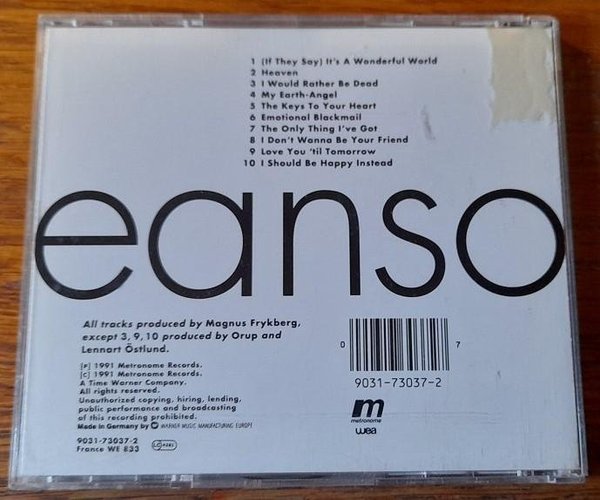 1 (If They Say) It's A Wonderful World
2 Heaven
3 I Would Rather Be Dead
4 My Earth-Angel
5 The Keys To Your Heart
6 Emotional Blackmail
7 The Only Thing I've Got
8 I Don't Wanna Be Your Friend
9 Love You 'til Tomorrow
10 I Should Be Happy Instead
eanso
All tracks produced by Magnus Frykberg,
except 3, 9, 10 produced by Orup and
Lennart Östlund.
(P) 1991 Metronome Records.
(C) 1991 Metronome Records.
A Time Warner Company.
All rights reserved.
Unauthorized copying, hiring, lending,
public performance and broadcasting
of this recording prohibited.
Made in Germany by WARNER MUSIC MANUFACTURING EUROPE
9031-73037-2
France WE 833
0 7
9031-73037-2
m
metronome
wea